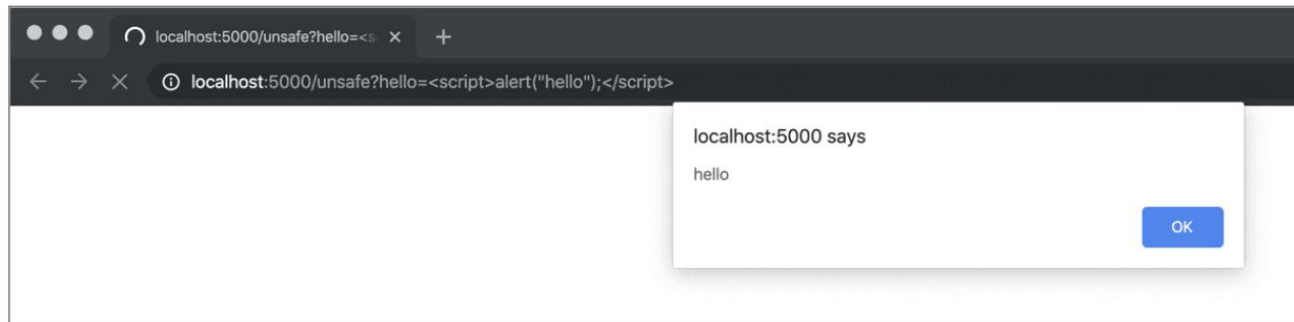 localhost:5000/unsafe?hello=<s
localhost:5000/unsafe?hello=<script>alert("hello");</script>
localhost:5000 says
hello
OK